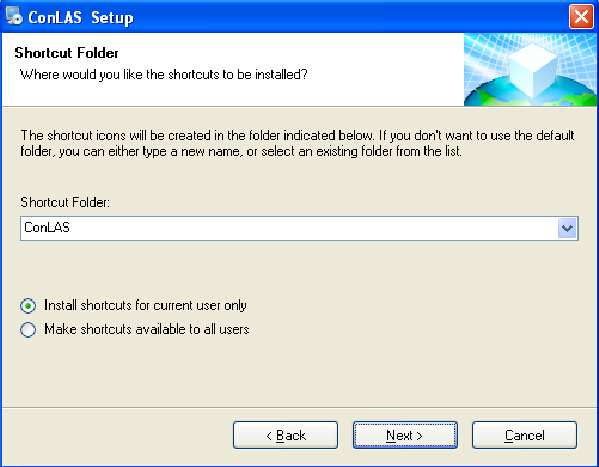 ConLAS Setup
Shortcut Folder
Where would you like the shortcuts to be installed?
The shortcut icons will be created in the folder indicated below. If you don't want to use the default
folder, you can either type a new name, or select an existing folder from the list.
Shortcut Folder:
ConLAS
Install shortcuts for current user only
Make shortcuts available to all users
< Back
Next >
Cancel